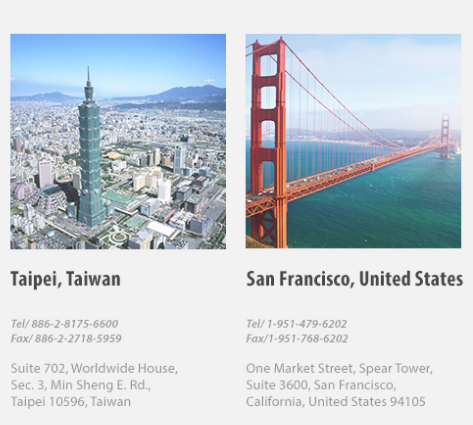 Taipei, Taiwan
Tel/ 886-2-8175-6600
Fax/ 886-2-2718-5959
Suite 702, Worldwide House,
Sec. 3, Min Sheng E. Rd.,
Taipei 10596, Taiwan
San Francisco, United States
Tel/ 1-951-479-6202
Fax/1-951-768-6202
One Market Street, Spear Tower,
Suite 3600, San Francisco,
California, United States 94105